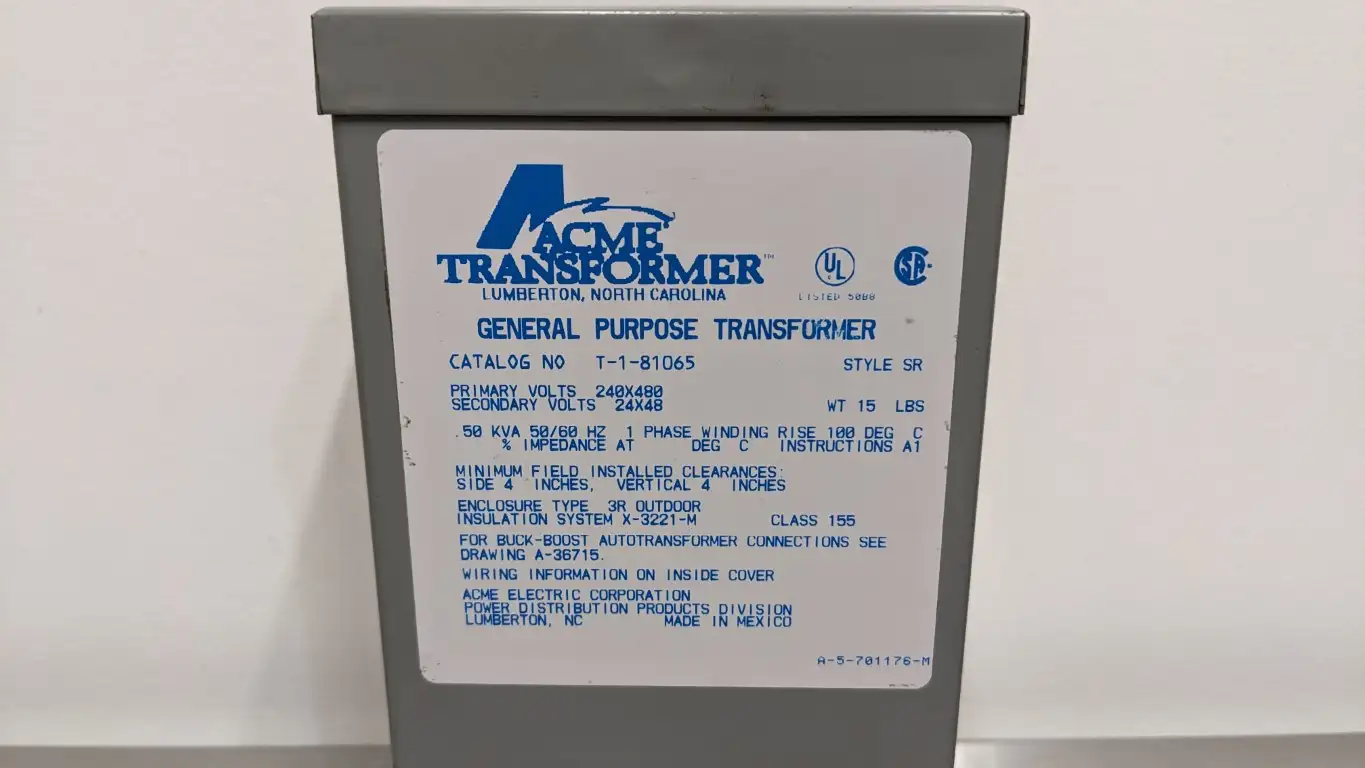 ACME
TRANSFORMER™
LUMBERTON, NORTH CAROLINA
UL
LISTED 50B8
SA
GENERAL PURPOSE TRANSFORMER
CATALOG NO T-1-81065 STYLE SR
PRIMARY VOLTS 240X480
SECONDARY VOLTS 24X48 WT 15 LBS
.50 KVA 50/60 HZ 1 PHASE WINDING RISE 100 DEG C
% IMPEDANCE AT DEG C INSTRUCTIONS A1
MINIMUM FIELD INSTALLED CLEARANCES:
SIDE 4 INCHES, VERTICAL 4 INCHES
ENCLOSURE TYPE 3R OUTDOOR
INSULATION SYSTEM X-3221-M CLASS 155
FOR BUCK-BOOST AUTOTRANSFORMER CONNECTIONS SEE
DRAWING A-36715.
WIRING INFORMATION ON INSIDE COVER
ACME ELECTRIC CORPORATION
POWER DISTRIBUTION PRODUCTS DIVISION
LUMBERTON, NC MADE IN MEXICO
A-5-701176-M